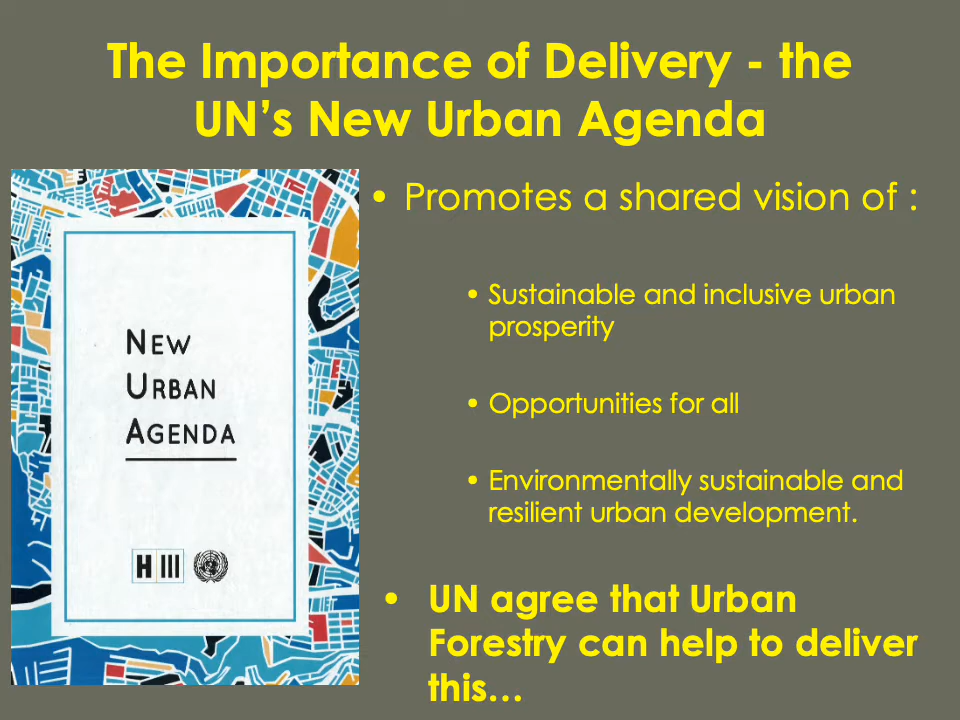 The Importance of Delivery - the
UN's New Urban Agenda
• Promotes a shared vision of :
• Sustainable and inclusive urban
prosperity
• Opportunities for all
• Environmentally sustainable and
resilient urban development.
• UN agree that Urban
Forestry can help to deliver
this...
NEW
URBAN
AGENDA
H III